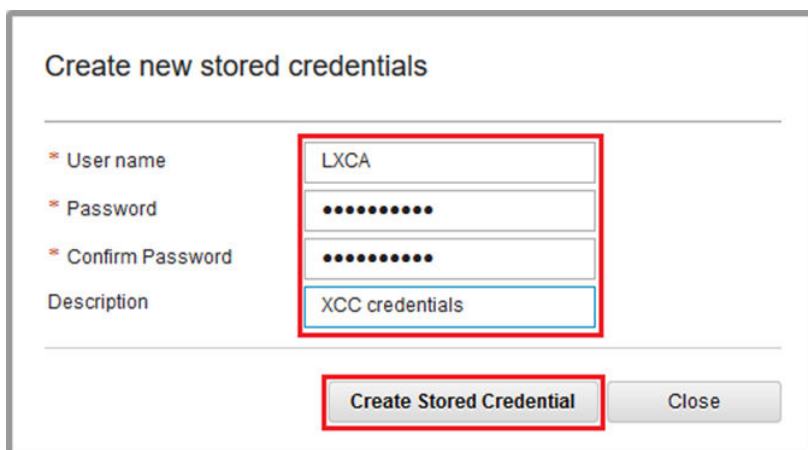 Create new stored credentials
* User name LXCA
* Password ••••••••••
* Confirm Password ••••••••••
Description XCC credentials
Create Stored Credential Close